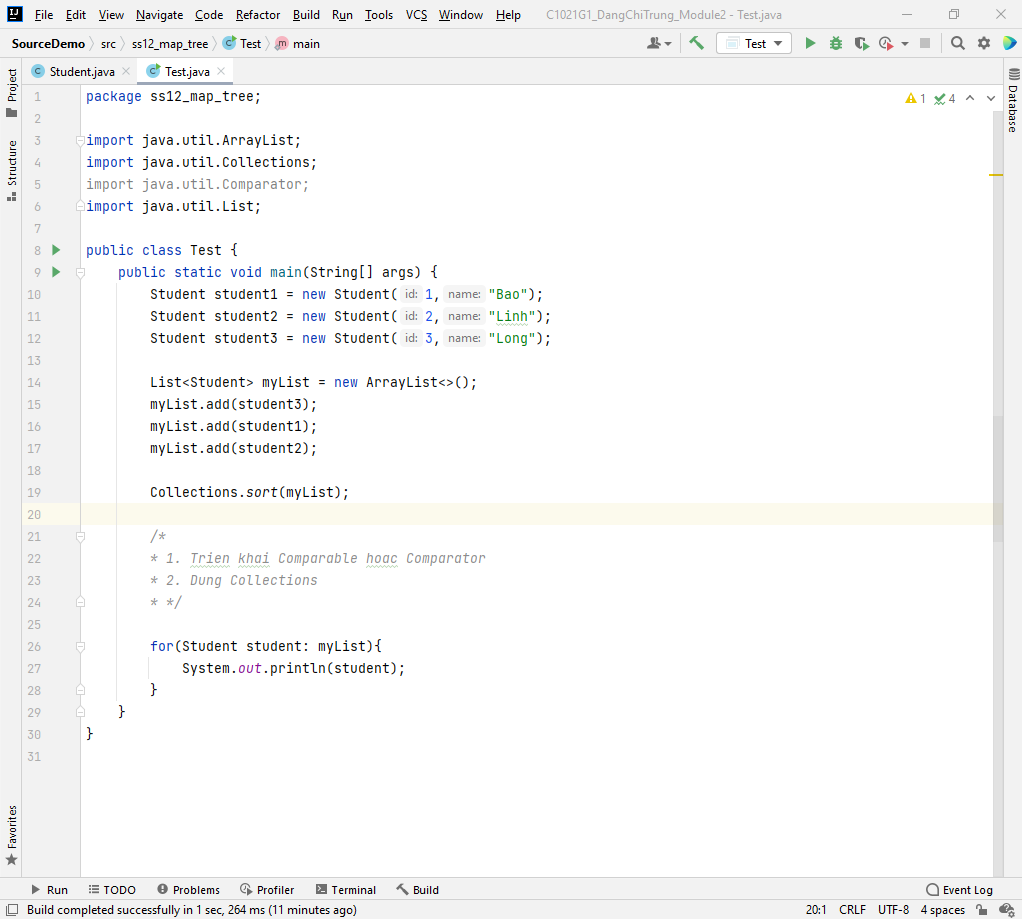 File Edit View Navigate Code Refactor Build Run Tools VCS Window Help C1021G1_DangChiTrung_Module2 - Test.java
SourceDemo src ss12_map_tree Test main Test
Project
Structure
Favorites
Database
Student.java Test.java
1 package ss12_map_tree; 1 4
2
3 import java.util.ArrayList;
4 import java.util.Collections;
5 import java.util.Comparator;
6 import java.util.List;
7
8 public class Test {
9 public static void main(String[] args) {
10 Student student1 = new Student( id: 1, name: "Bao");
11 Student student2 = new Student( id: 2, name: "Linh");
12 Student student3 = new Student( id: 3, name: "Long");
13
14 List<Student> myList = new ArrayList<>();
15 myList.add(student3);
16 myList.add(student1);
17 myList.add(student2);
18
19 Collections.sort(myList);
20
21 /*
22 * 1. Trien khai Comparable hoac Comparator
23 * 2. Dung Collections
24 * */
25
26 for(Student student: myList){
27 System.out.println(student);
28 }
29 }
30 }
31
Run TODO Problems Profiler Terminal Build Event Log
Build completed successfully in 1 sec, 264 ms (11 minutes ago) 20:1 CRLF UTF-8 4 spaces